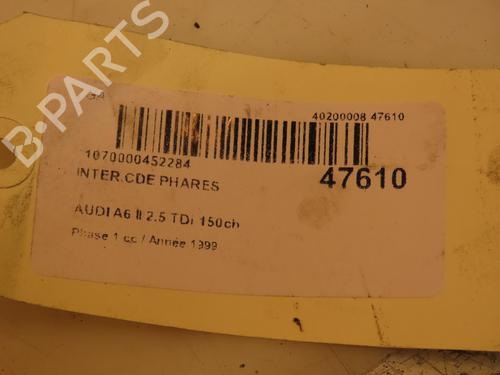 B-PARTS
40200008 47610
1070000452284
47610
INTER.CDE PHARES
AUDI A6 II 2.5 TDi 150ch
Phase 1 cc / Année 1999